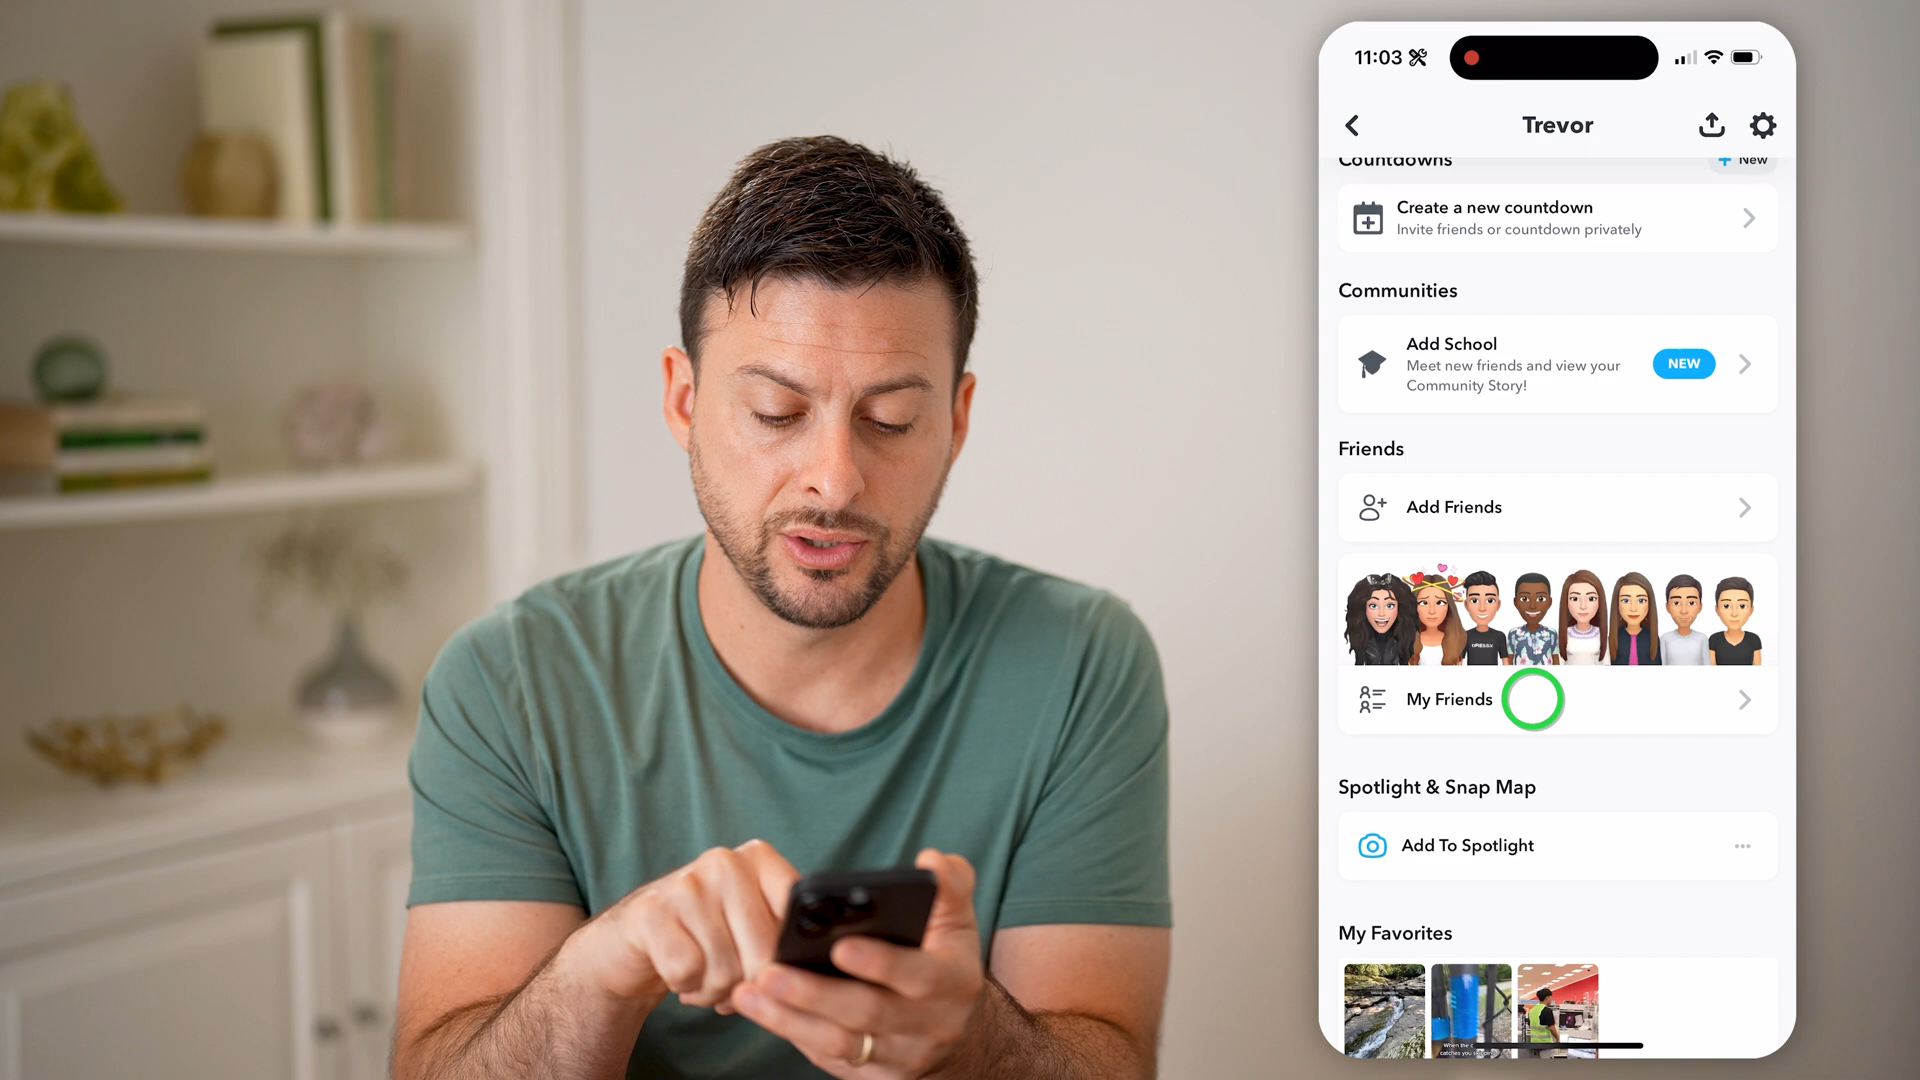 11:03
Trevor
Countdowns
+ New
Create a new countdown
Invite friends or countdown privately
Communities
Add School
Meet new friends and view your
Community Story!
NEW
Friends
Add Friends
My Friends
Spotlight & Snap Map
Add To Spotlight
My Favorites
When the c